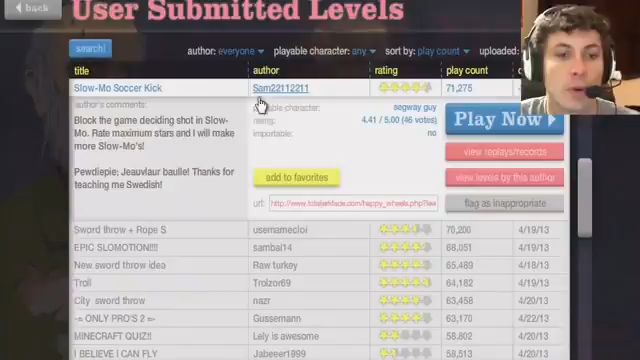 back
User Submitted Levels
search!
author: everyone playable character: any sort by: play count uploaded:
title author rating play count
Slow-Mo Soccer Kick Sam22112211 71,275
author's comments:
Block the game deciding shot in Slow-Mo. Rate maximum stars and I will make more Slow-Mo's!
Pewdiepie: Jeauvlaur baulle! Thanks for teaching me Swedish!
character: segway guy
rating: 4.41 / 5.00 (46 votes)
importable: no
add to favorites
url: http://www.totaljerkface.com/happy_wheels.php?
Play Now
view replays/records
view levels by this author
flag as inappropriate
Sword throw + Rope S usernamecloi 70,200 4/19/13
EPIC SLOMOTION!!!! sambal14 68,051 4/19/13
New sword throw idea Raw turkey 65,489 4/18/13
Troll Trolzor69 64,182 4/19/13
City sword throw nazr 63,458 4/20/13
-= ONLY PRO'S 2 =- Gussemann 63,170 4/22/13
MINECRAFT QUIZ!! Lely is awesome 58,802 4/20/13
I BELIEVE I CAN FLY Jabeeer1899 58,513 4/20/13